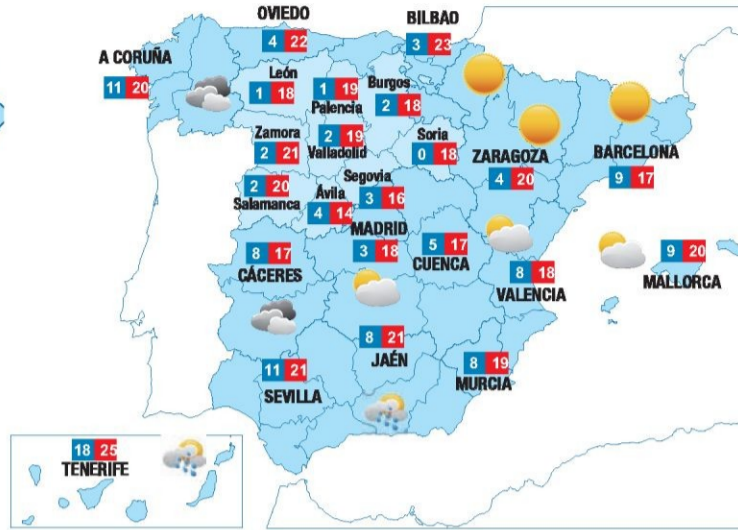 OVIEDO
4 22
BILBAO
3 23
A CORUÑA
11 20
León
1 18
1 19
Palencia
Burgos
2 18
Zamora
2 21
2 19
Valladolid
Soria
0 18
ZARAGOZA
4 20
BARCELONA
9 17
2 20
Salamanca
Ávila
4 14
Segovia
3 16
MADRID
3 18
5 17
CUENCA
8 17
CÁCERES
8 18
VALENCIA
9 20
MALLORCA
8 21
JAÉN
8 19
MURCIA
11 21
SEVILLA
18 25
TENERIFE